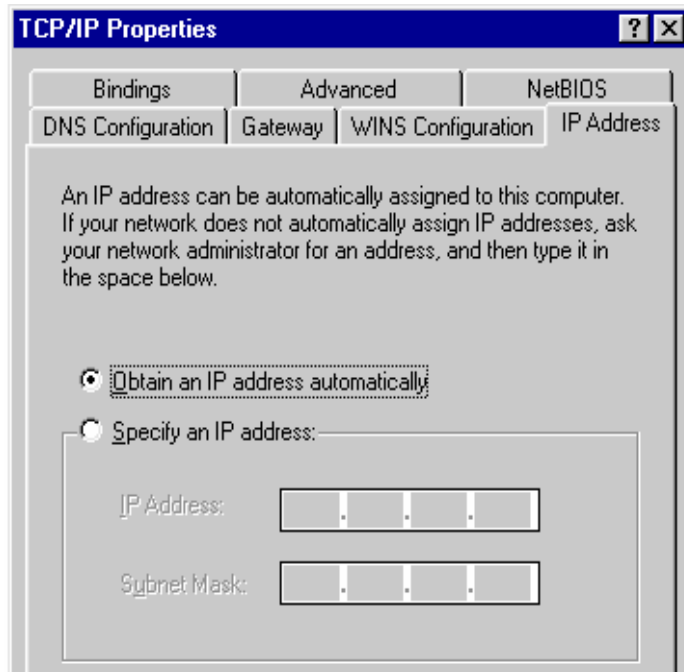 TCP/IP Properties
Bindings Advanced NetBIOS
DNS Configuration Gateway WINS Configuration IP Address
An IP address can be automatically assigned to this computer.
If your network does not automatically assign IP addresses, ask
your network administrator for an address, and then type it in
the space below.
Obtain an IP address automatically
Specify an IP address:
IP Address: . . .
Subnet Mask: . . .